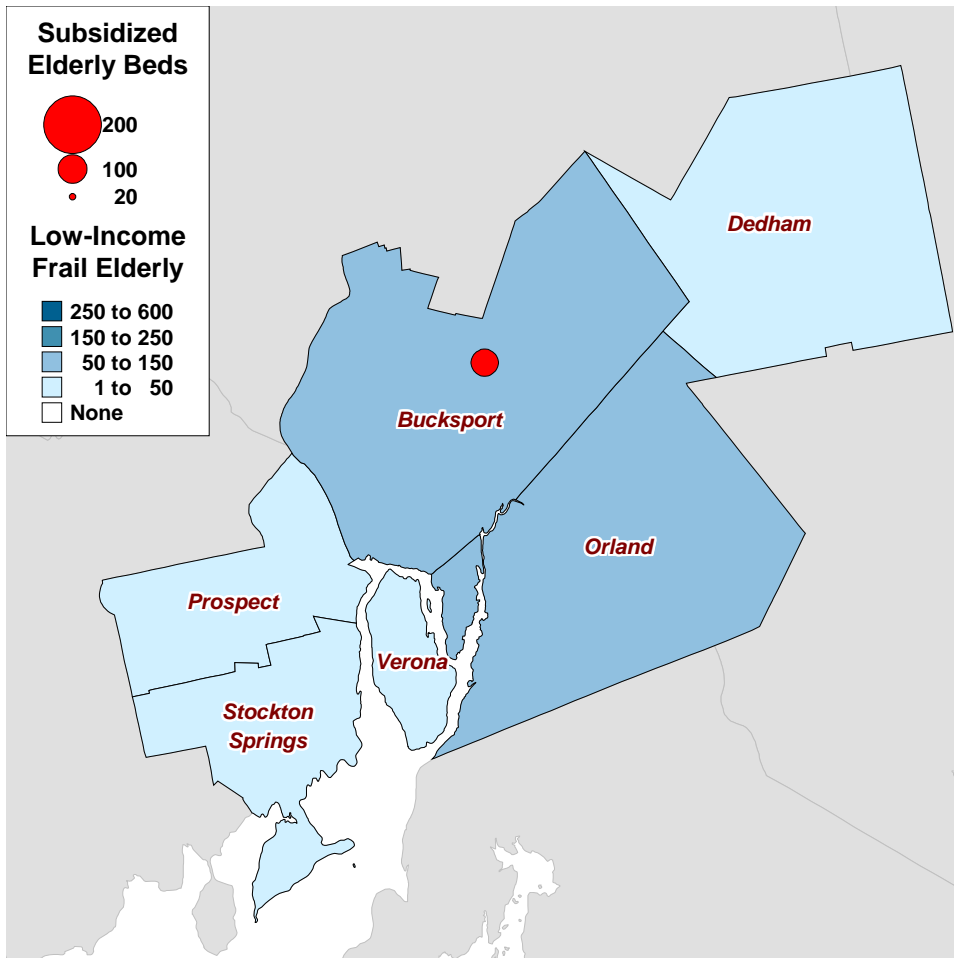 Subsidized
Elderly Beds
200
100
20
Low-Income
Frail Elderly
250 to 600
150 to 250
50 to 150
1 to 50
None
Dedham
Bucksport
Orland
Prospect
Verona
Stockton
Springs